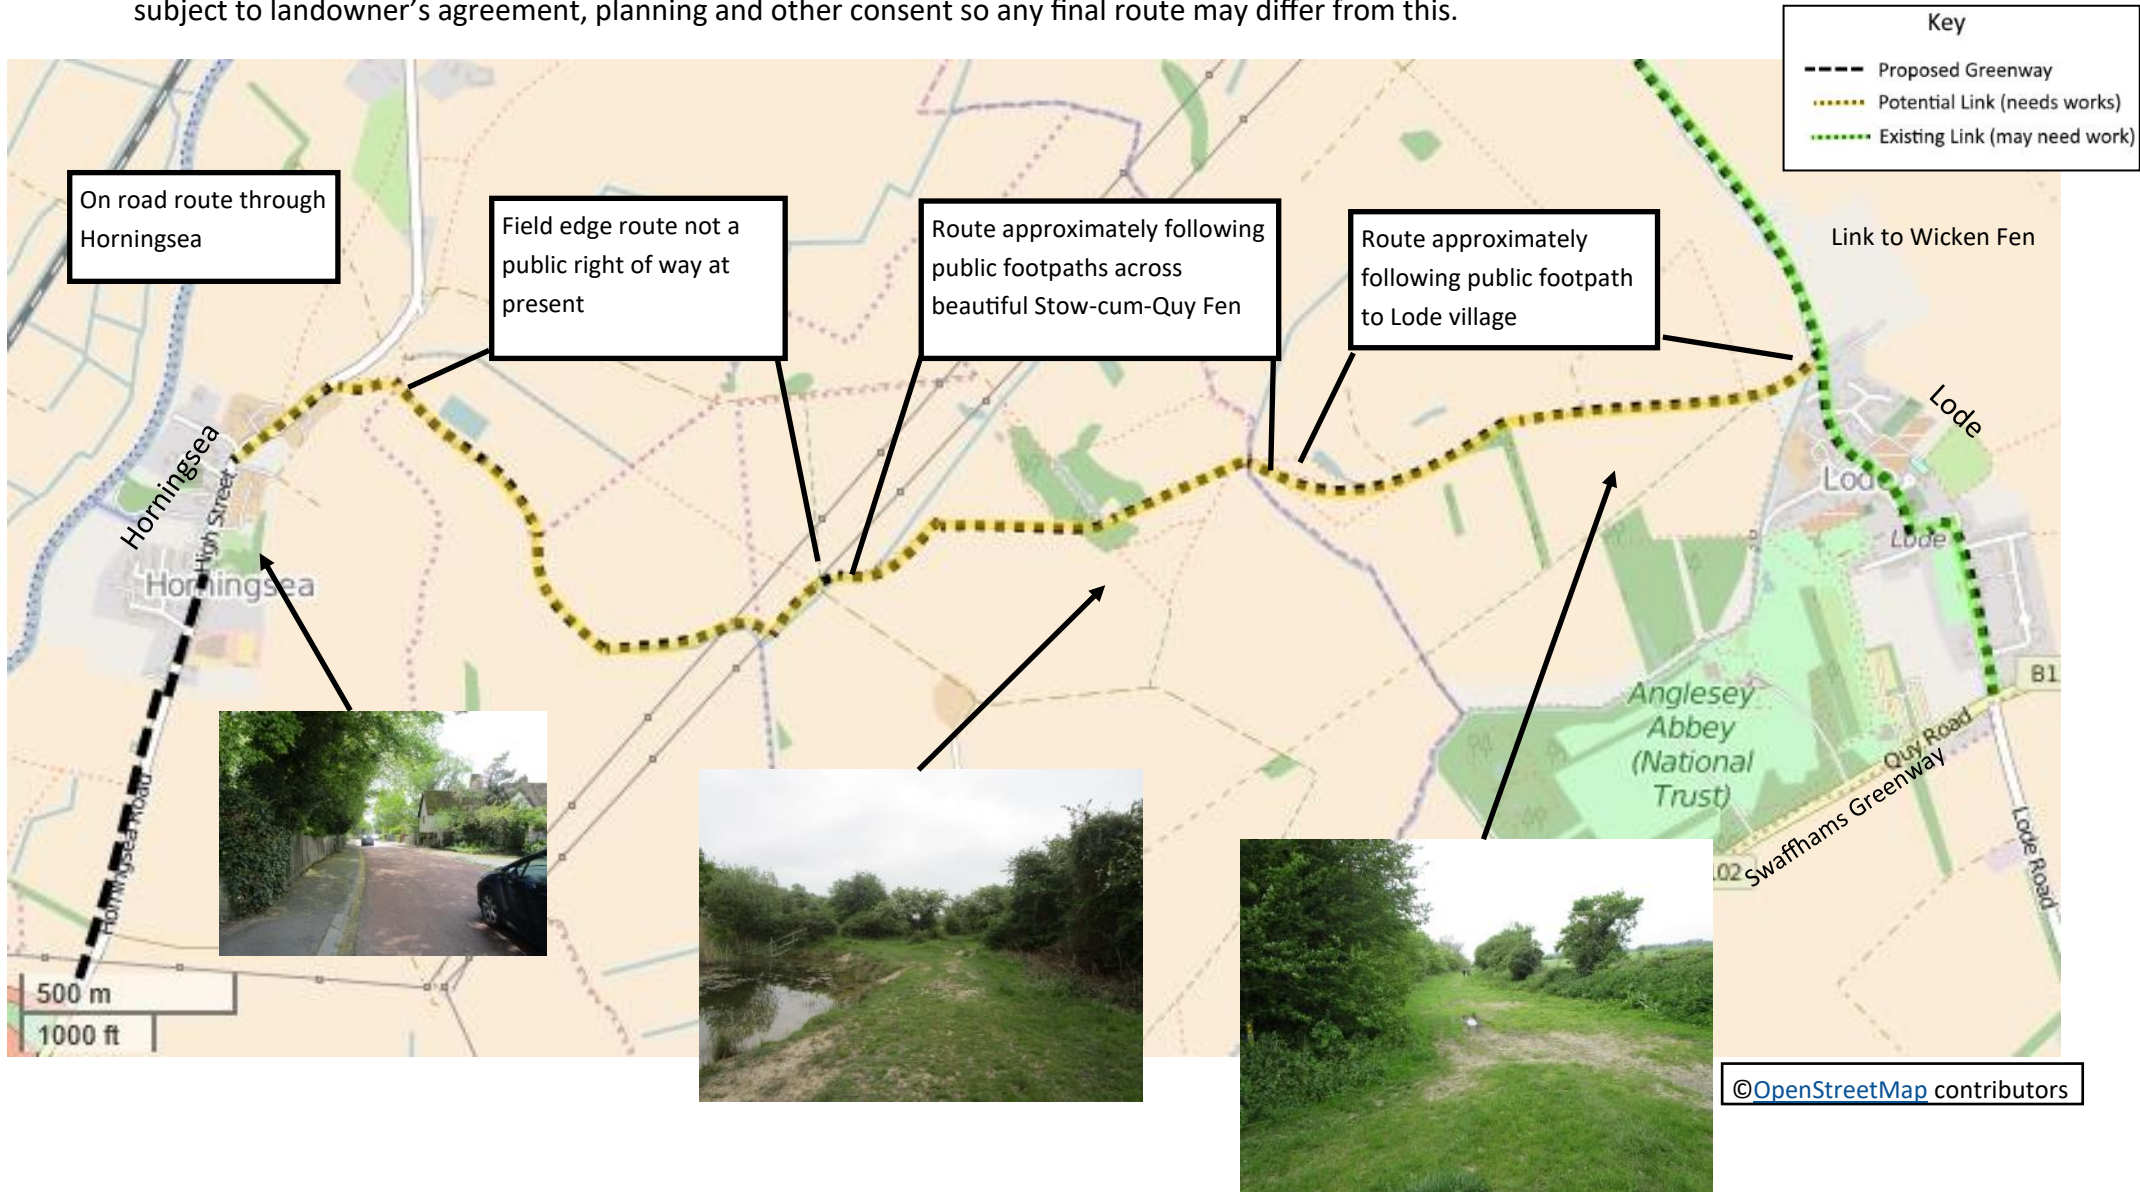 subject to landowner's agreement, planning and other consent so any final route may differ from this.
Key
Proposed Greenway
Potential Link (needs works)
Existing Link (may need work)
On road route through
Horningsea
Field edge route not a
public right of way at
present
Route approximately following
public footpaths across
beautiful Stow-cum-Quy Fen
Route approximately
following public footpath
to Lode village
Link to Wicken Fen
Horningsea
High Street
Horningsea
Horningsea Road
Lode
Lode
Lode
Anglesey
Abbey
(National
Trust)
B1
Quy Road
Swaffhams Greenway
.02
Lode Road
500 m
1000 ft
©OpenStreetMap contributors